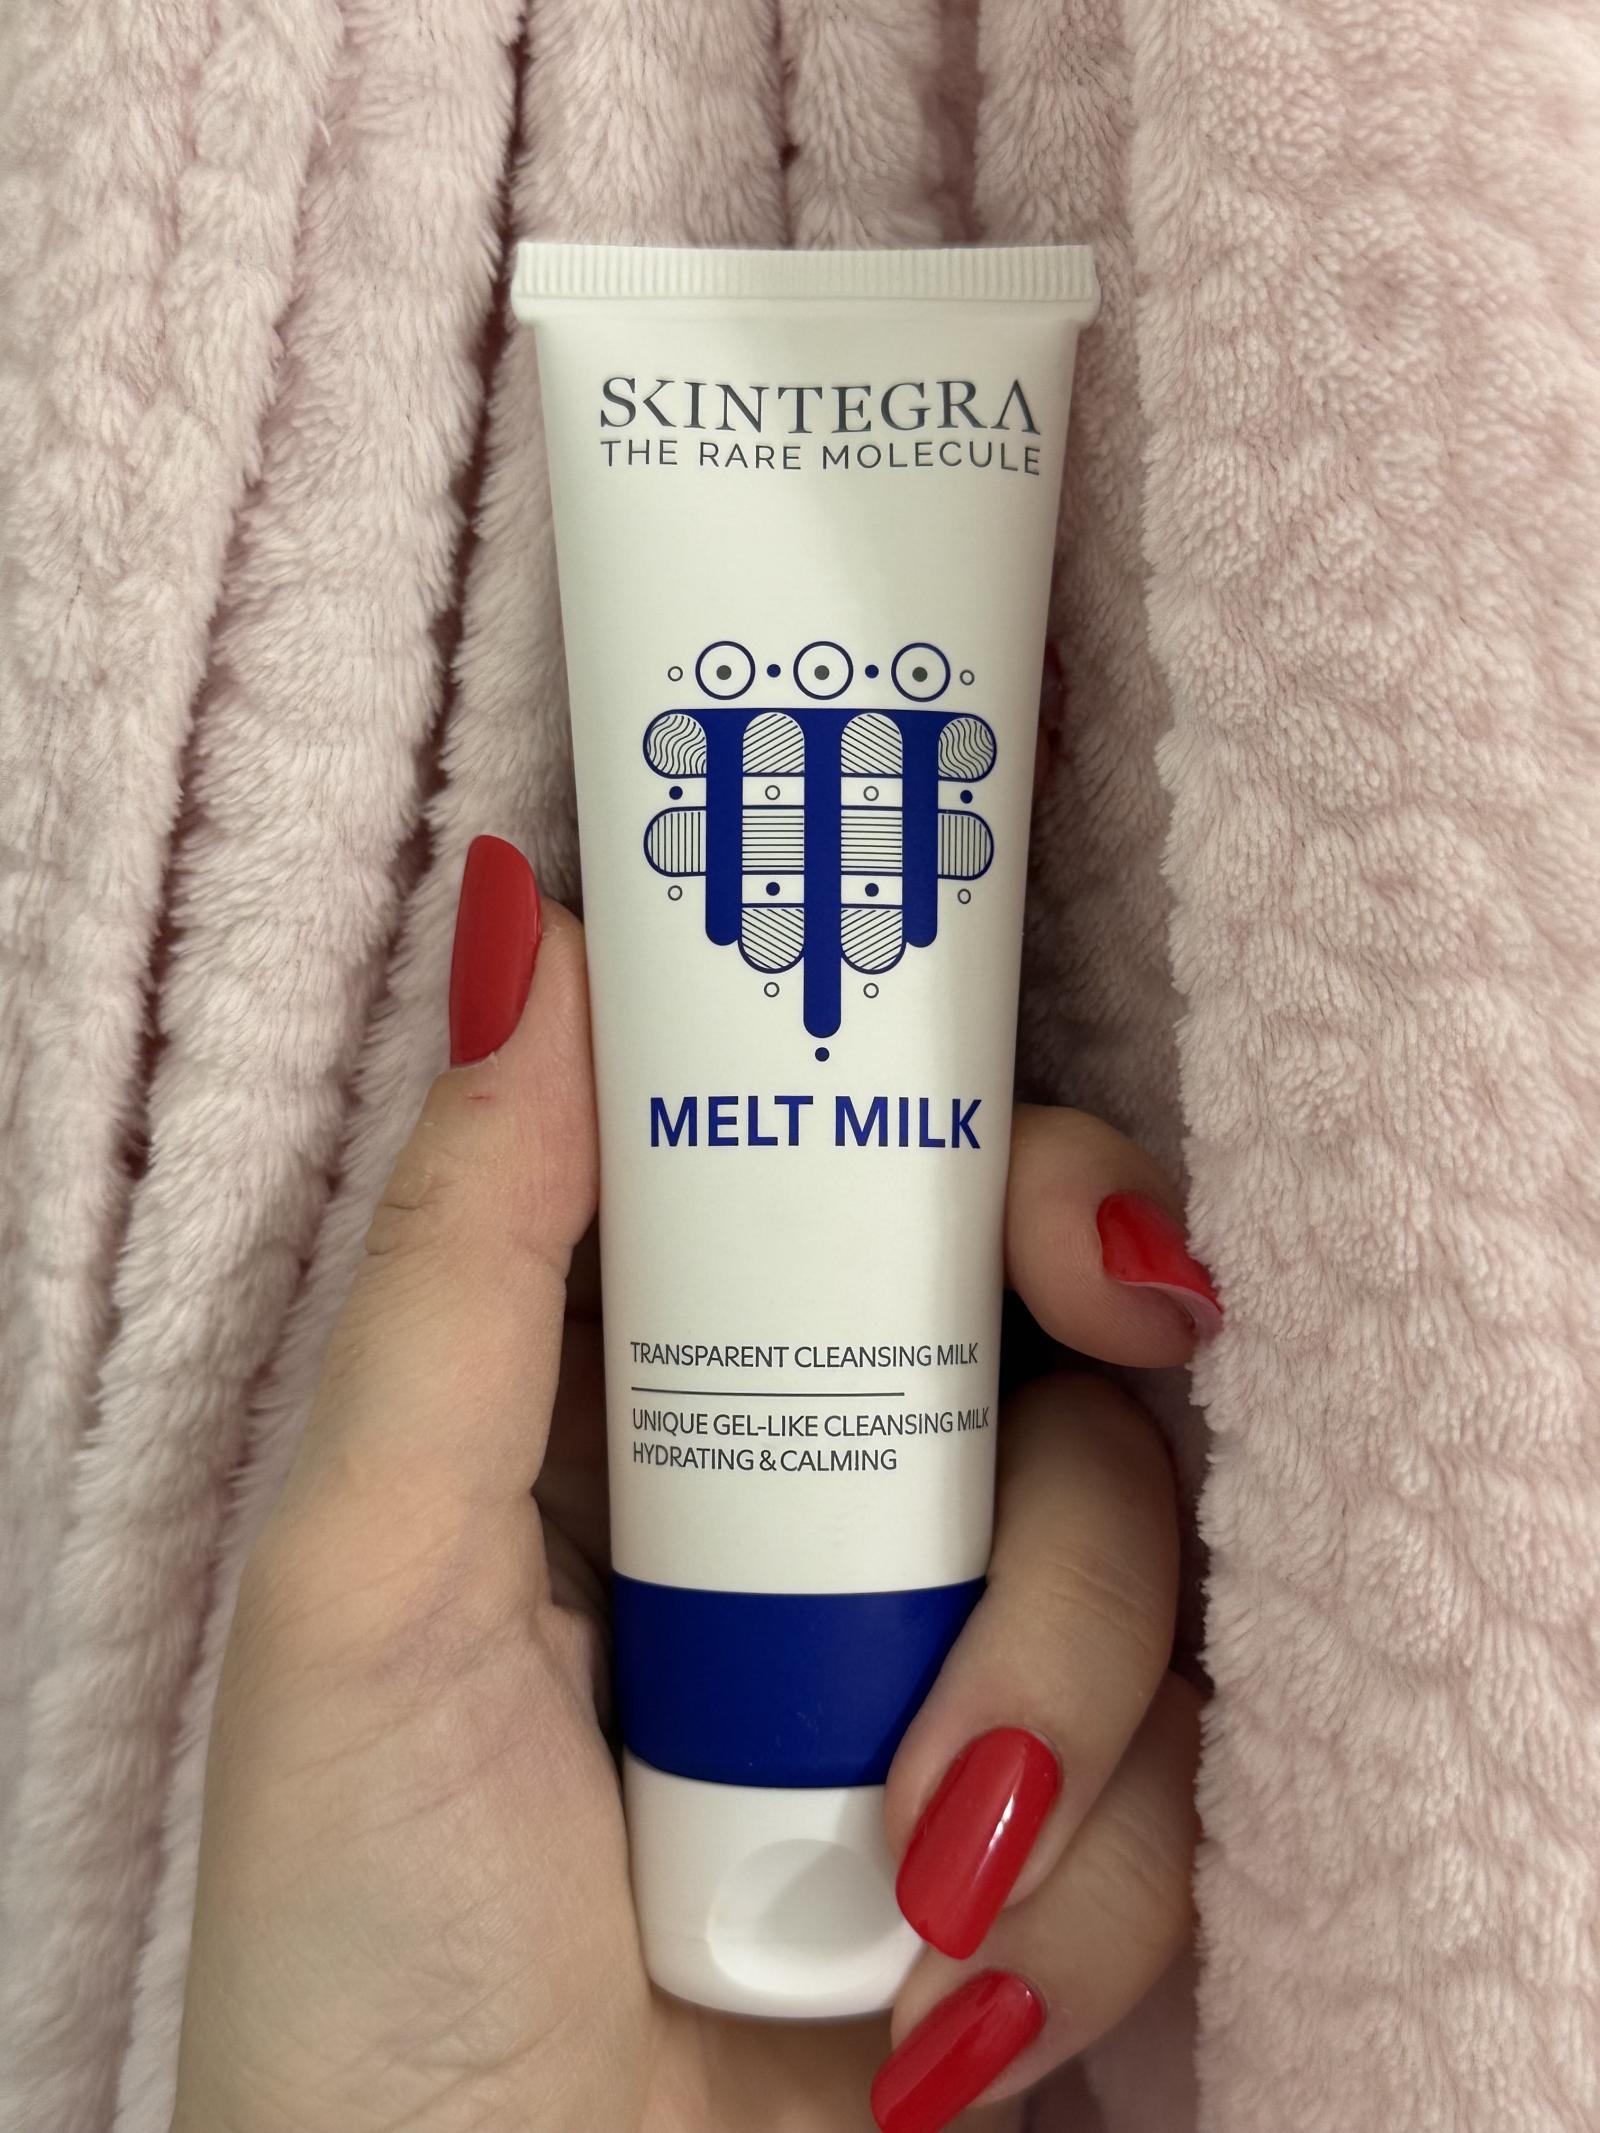 SKINTEGRA
THE RARE MOLECULE
MELT MILK
TRANSPARENT CLEANSING MILK
UNIQUE GEL-LIKE CLEANSING MILK
HYDRATING & CALMING